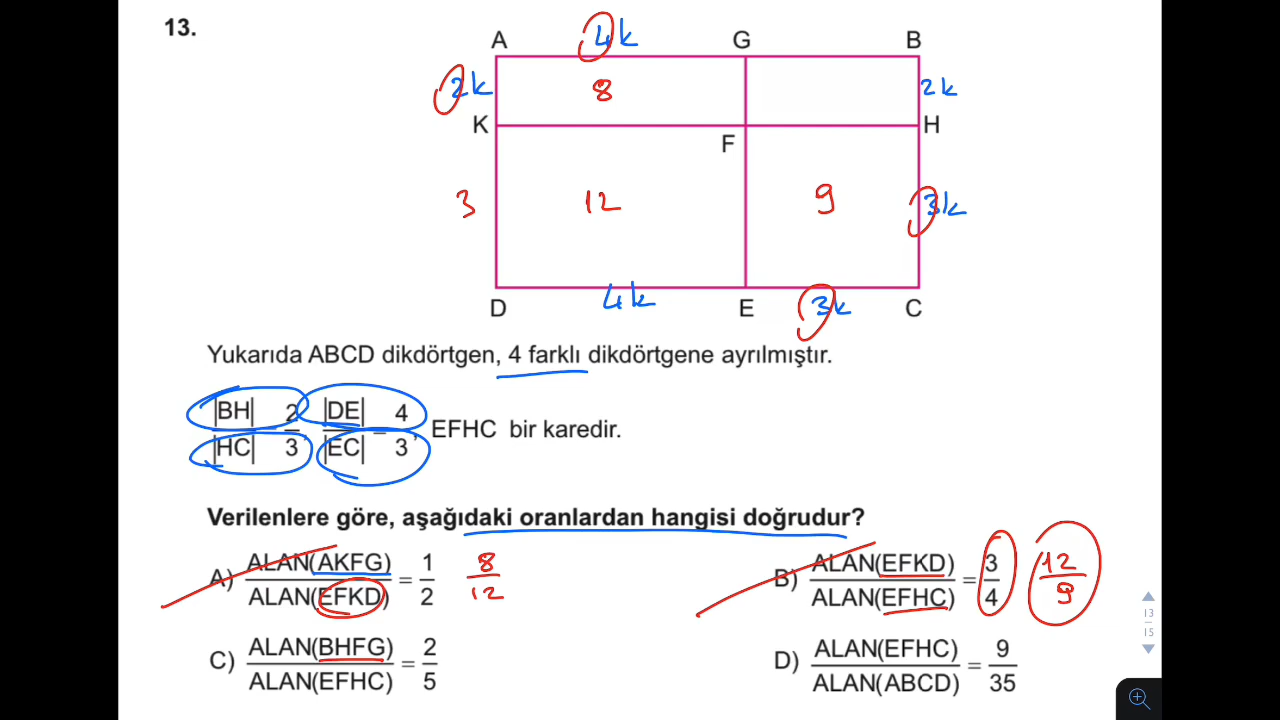 13.
A 4k G B
2k 8 2k
K F H
3 12 9 3k
D 4k E 3k C
Yukarıda ABCD dikdörtgen, 4 farklı dikdörtgene ayrılmıştır.
|BH| 2 |DE| 4
, = , EFHC bir karedir.
|HC| 3 |EC| 3
Verilenlere göre, aşağıdaki oranlardan hangisi doğrudur?
A) ALAN(AKFG) / ALAN(EFKD) = 1/2 8/12
B) ALAN(EFKD) / ALAN(EFHC) = 3/4 12/9
C) ALAN(BHFG) / ALAN(EFHC) = 2/5
D) ALAN(EFHC) / ALAN(ABCD) = 9/35
13
15